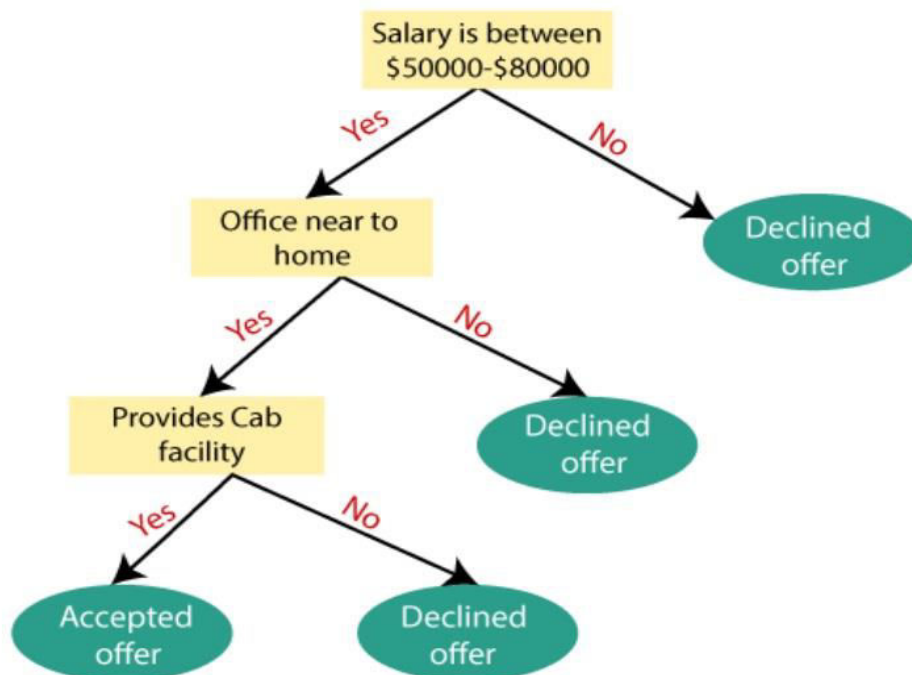 Salary is between
$50000-$80000
Yes
No
Office near to
home
Declined
offer
Yes
No
Provides Cab
facility
Declined
offer
Yes
No
Accepted
offer
Declined
offer